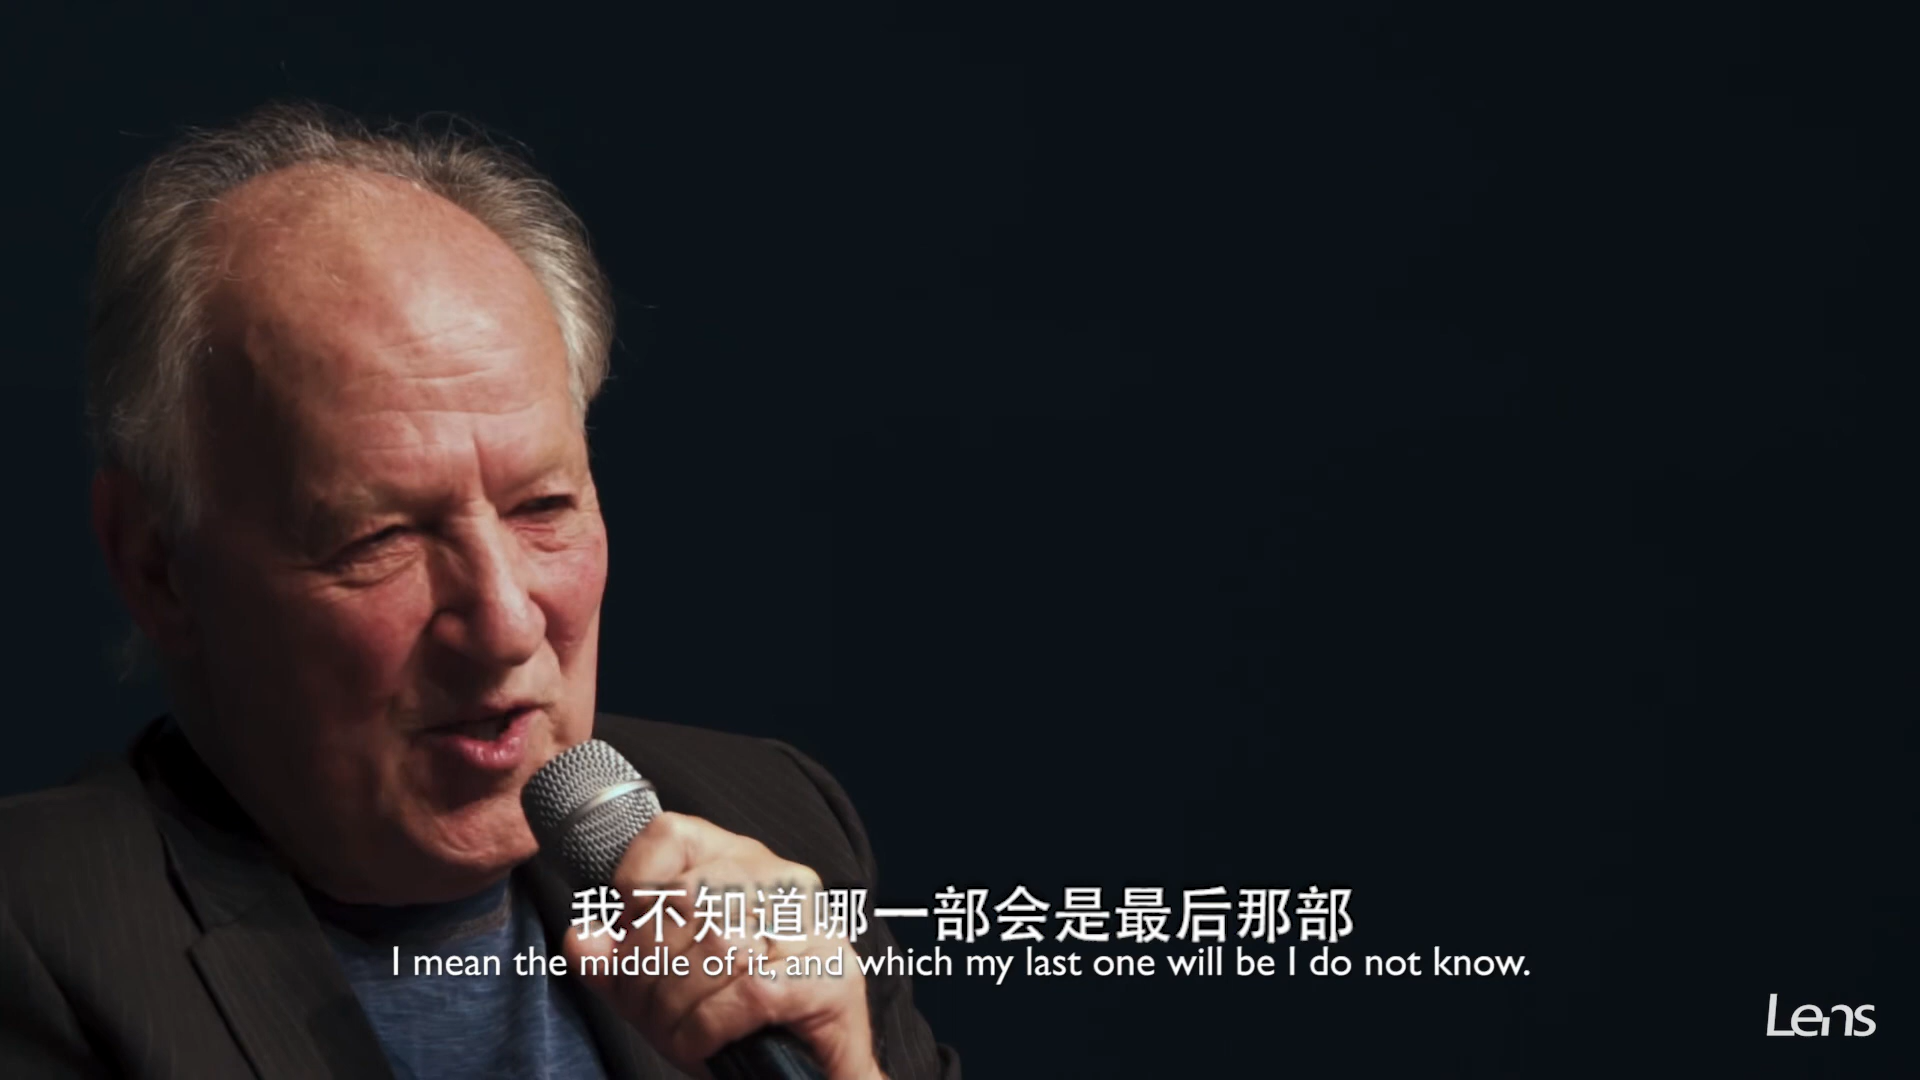 我不知道哪一部会是最后那部
I mean the middle of it, and which my last one will be I do not know.
Lens